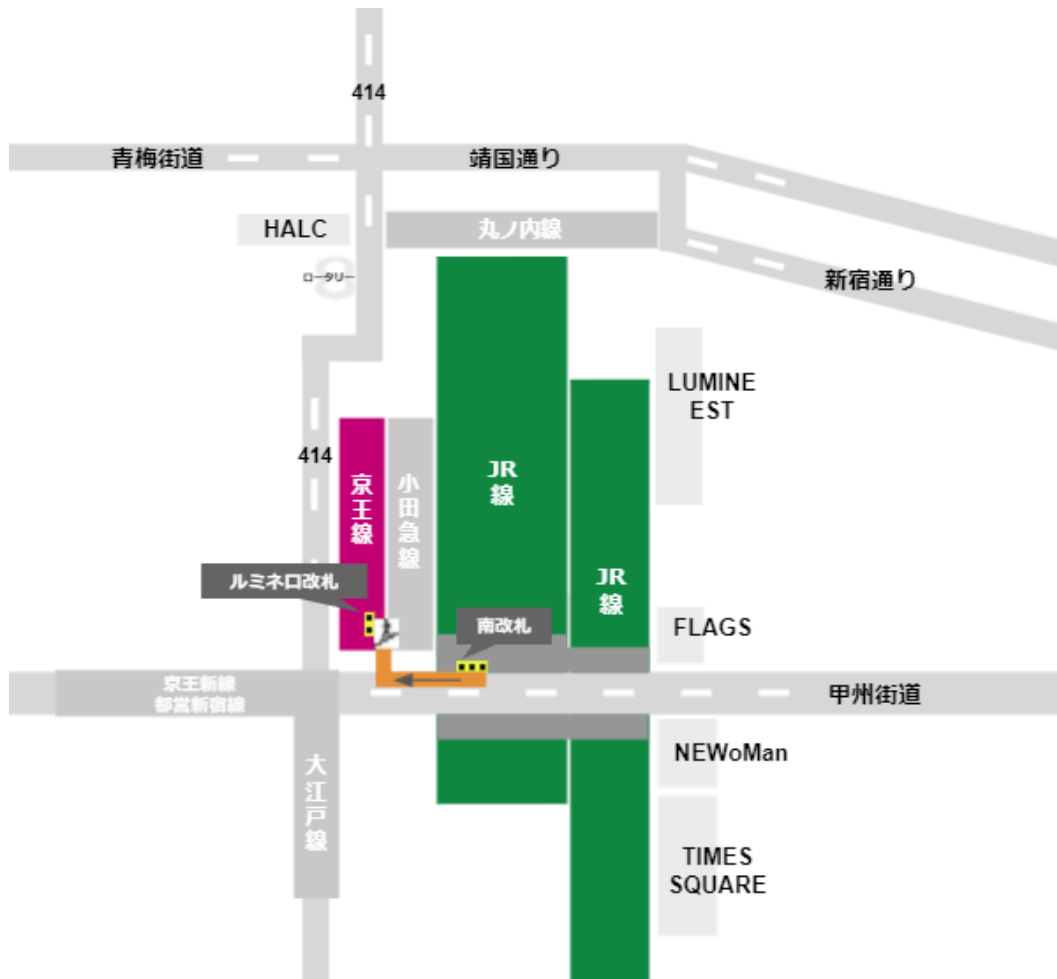 414
青梅街道
靖国通り
HALC
丸ノ内線
ロータリー
新宿通り
LUMINE
EST
414
京王線
小田急線
JR
線
JR
線
ルミネ口改札
南改札
FLAGS
京王新線
都営新宿線
甲州街道
大江戸線
NEWoMan
TIMES
SQUARE